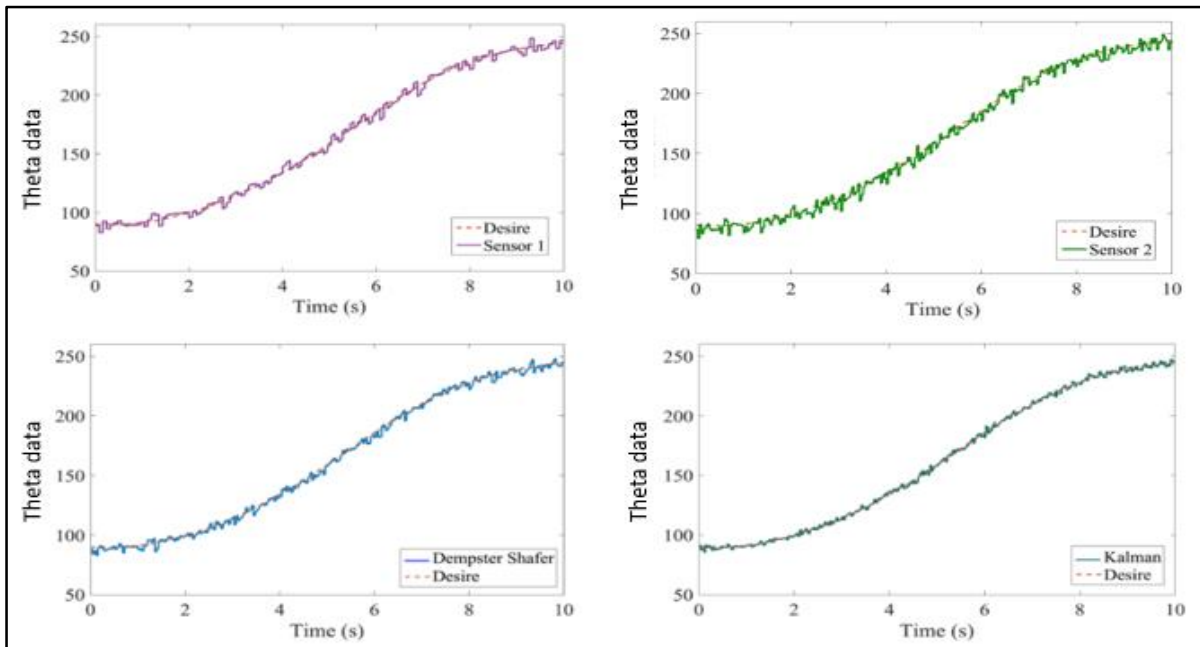 250
200
150
100
50
Theta data
Desire
Sensor 1
0 2 4 6 8 10
Time (s)
250
200
150
100
50
Theta data
Desire
Sensor 2
0 2 4 6 8 10
Time (s)
250
200
150
100
50
Theta data
Dempster Shafer
Desire
0 2 4 6 8 10
Time (s)
250
200
150
100
50
Theta data
Kalman
Desire
0 2 4 6 8 10
Time (s)